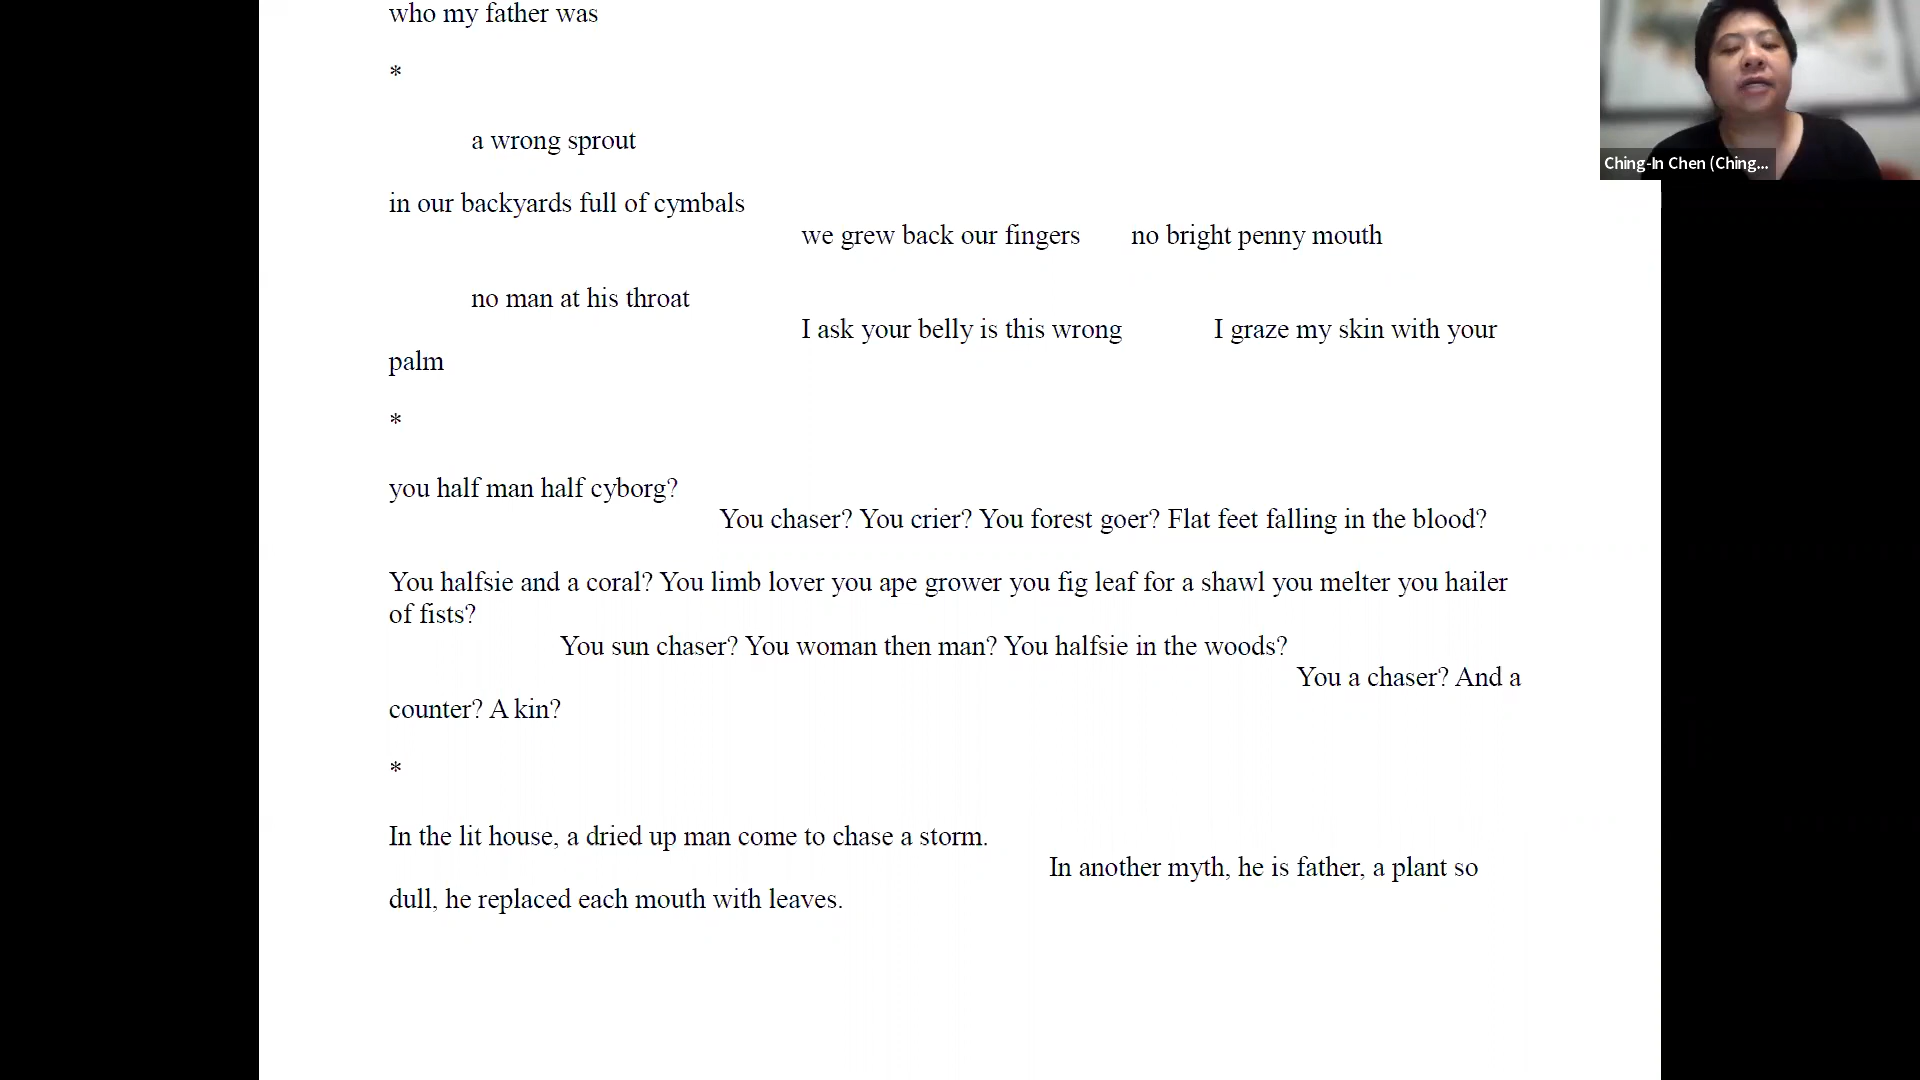 who my father was
*
a wrong sprout
in our backyards full of cymbals
we grew back our fingers no bright penny mouth
no man at his throat
I ask your belly is this wrong I graze my skin with your
palm
*
you half man half cyborg?
You chaser? You crier? You forest goer? Flat feet falling in the blood?
You halfsie and a coral? You limb lover you ape grower you fig leaf for a shawl you melter you hailer
of fists?
You sun chaser? You woman then man? You halfsie in the woods?
You a chaser? And a
counter? A kin?
*
In the lit house, a dried up man come to chase a storm.
In another myth, he is father, a plant so
dull, he replaced each mouth with leaves.
Ching-In Chen (Ching...